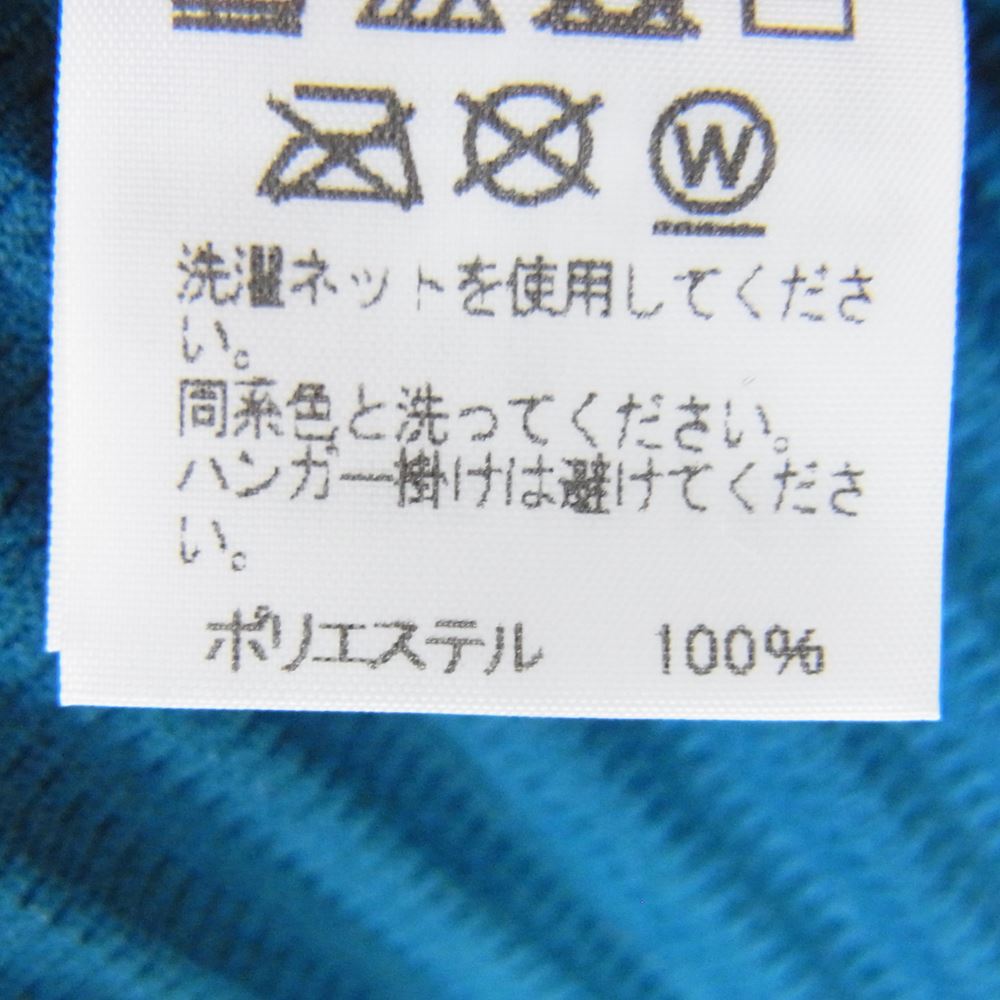 W
洗濯ネットを使用してくださ
い。
同系色と洗ってください。
ハンガー掛けは避けてくださ
い。
ポリエステル 100%